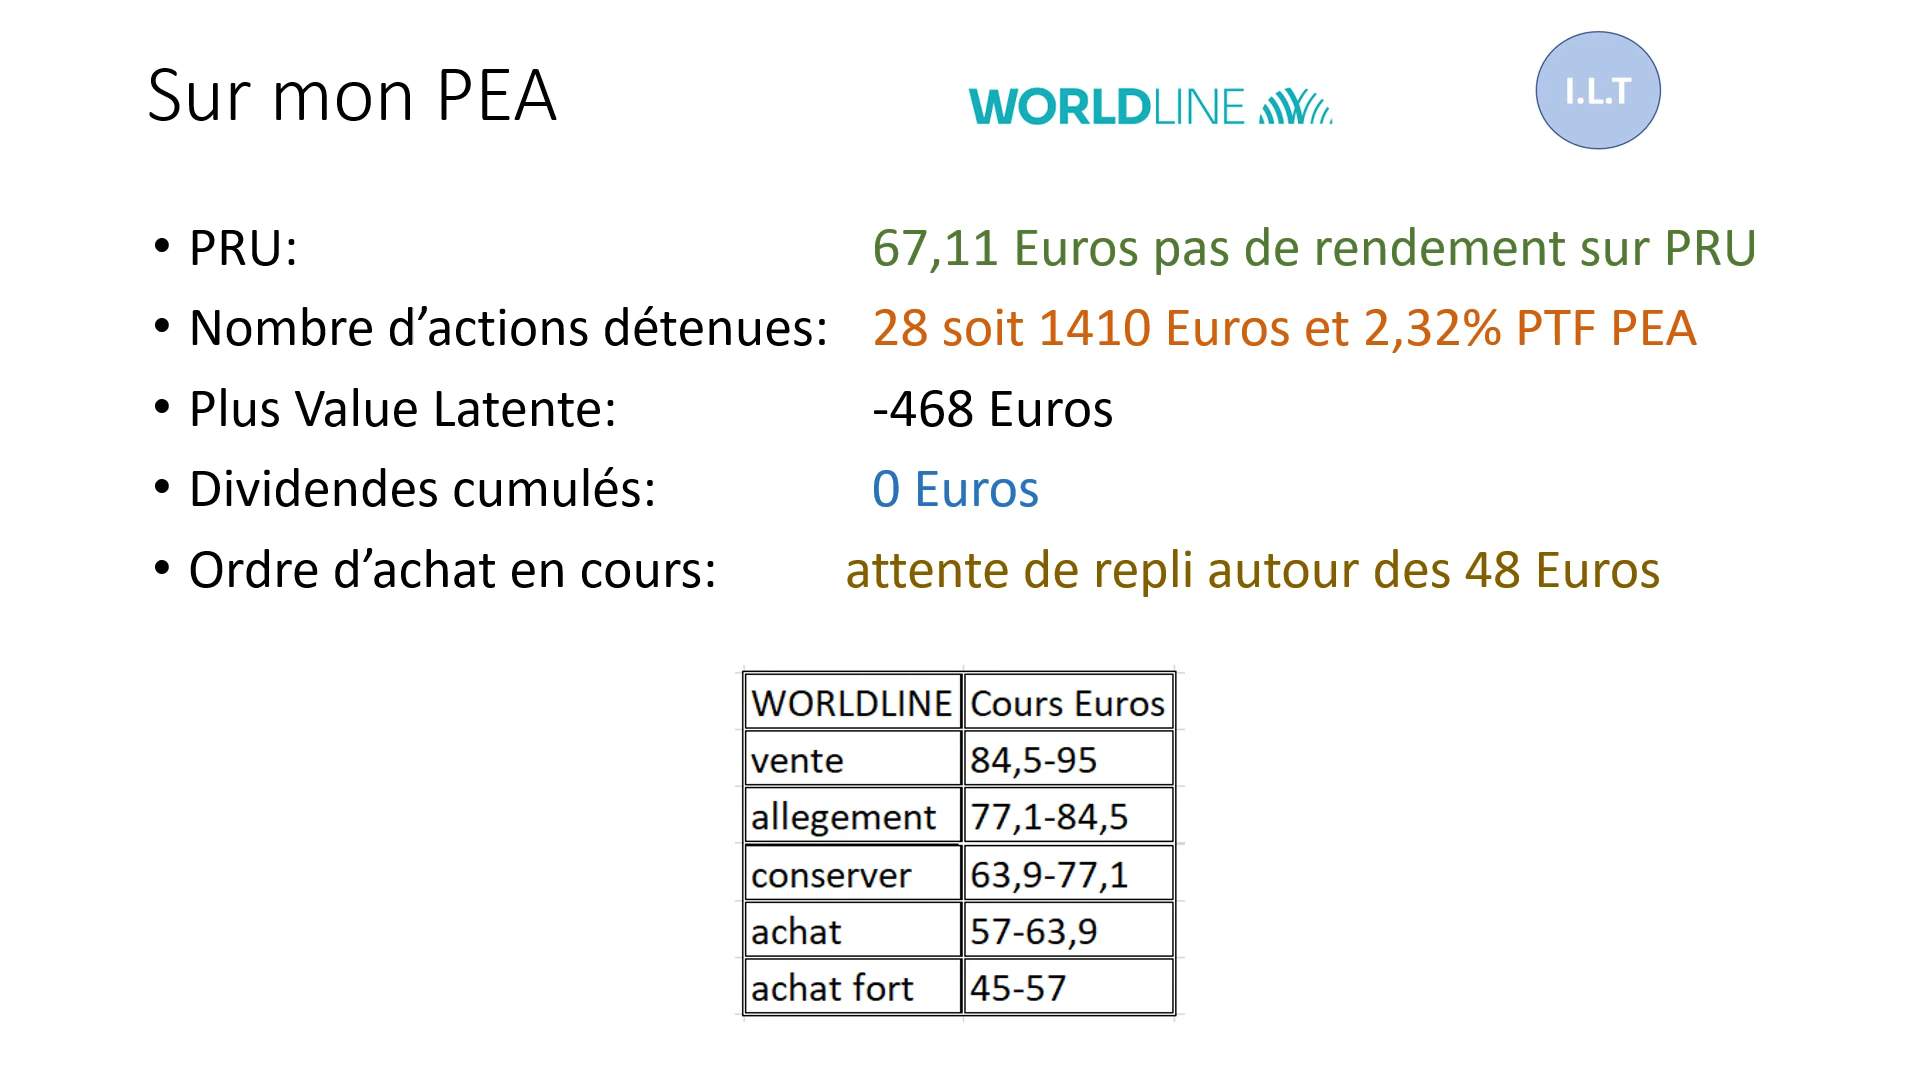 Sur mon PEA
WORLDLINE
I.L.T
• PRU: 67,11 Euros pas de rendement sur PRU
• Nombre d’actions détenues: 28 soit 1410 Euros et 2,32% PTF PEA
• Plus Value Latente: -468 Euros
• Dividendes cumulés: 0 Euros
• Ordre d’achat en cours: attente de repli autour des 48 Euros
WORLDLINE Cours Euros
vente 84,5-95
allegement 77,1-84,5
conserver 63,9-77,1
achat 57-63,9
achat fort 45-57